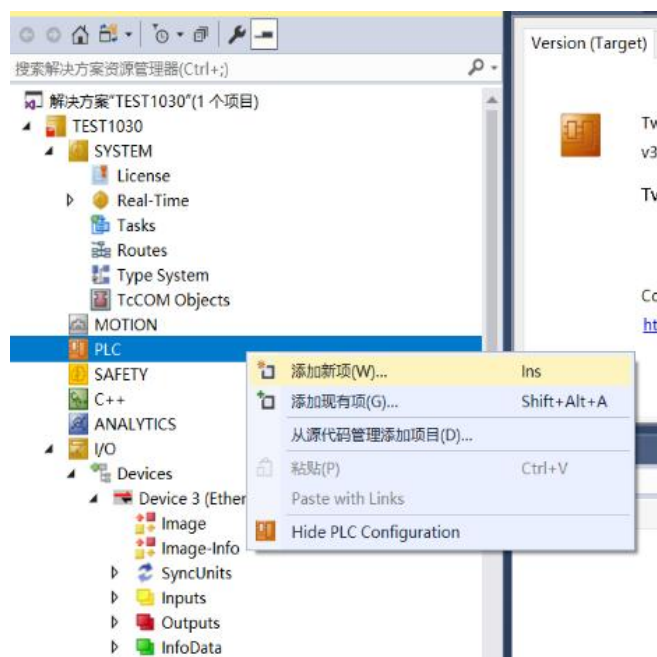 Version (Target)
搜索解决方案资源管理器(Ctrl+;)
解决方案"TEST1030"(1 个项目)
TEST1030
SYSTEM
License
Real-Time
Tasks
Routes
Type System
TcCOM Objects
MOTION
PLC
SAFETY
C++
ANALYTICS
I/O
Devices
Device 3 (Ether
Image
Image-Info
SyncUnits
Inputs
Outputs
InfoData
添加新项(W)... Ins
添加现有项(G)... Shift+Alt+A
从源代码管理添加项目(D)...
粘贴(P) Ctrl+V
Paste with Links
Hide PLC Configuration
v3